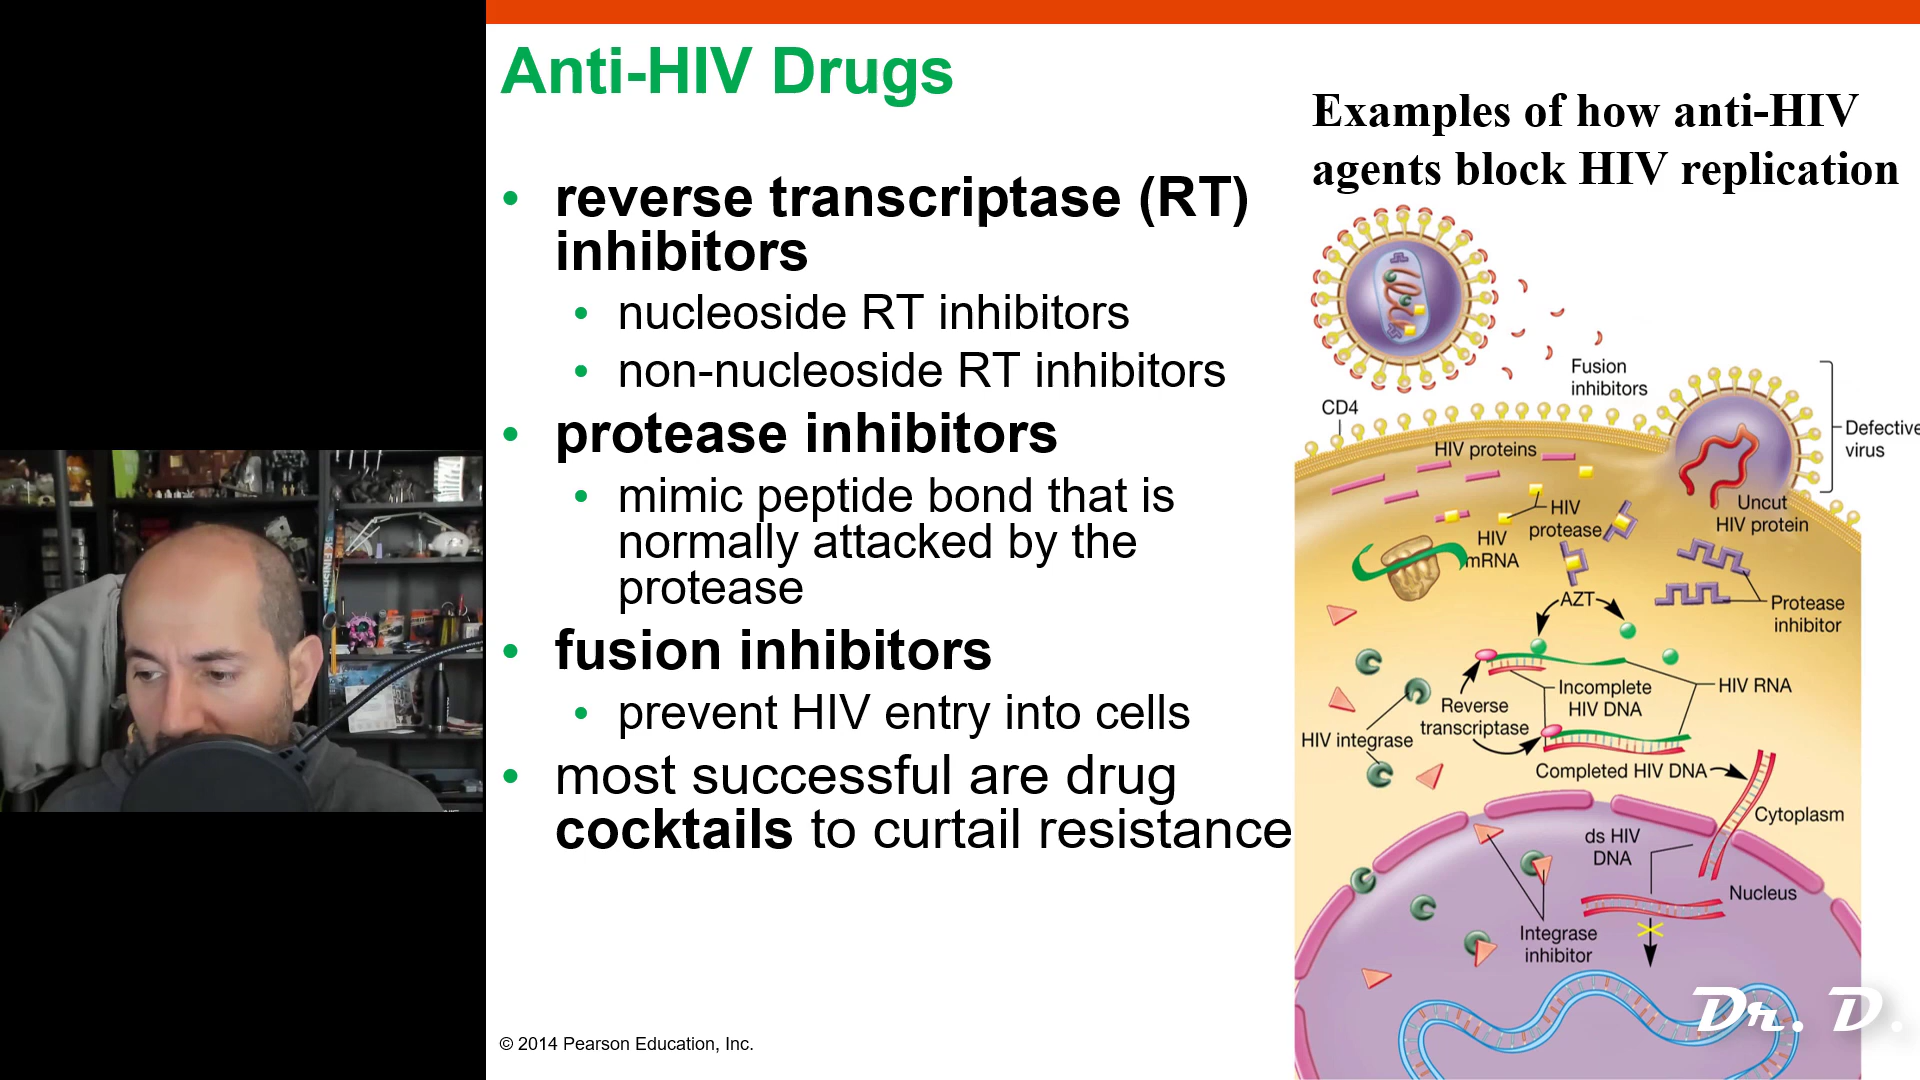 Anti-HIV Drugs
• reverse transcriptase (RT)
inhibitors
• nucleoside RT inhibitors
• non-nucleoside RT inhibitors
• protease inhibitors
• mimic peptide bond that is
normally attacked by the
protease
• fusion inhibitors
• prevent HIV entry into cells
• most successful are drug
cocktails to curtail resistance
© 2014 Pearson Education, Inc.
Examples of how anti-HIV
agents block HIV replication
Fusion
inhibitors
CD4
Defective
virus
HIV proteins
Uncut
HIV protein
HIV
protease
HIV
mRNA
AZT
Protease
inhibitor
Incomplete
HIV DNA
HIV RNA
Reverse
transcriptase
HIV integrase
Completed HIV DNA
Cytoplasm
ds HIV
DNA
Nucleus
Integrase
inhibitor
Dr. D.